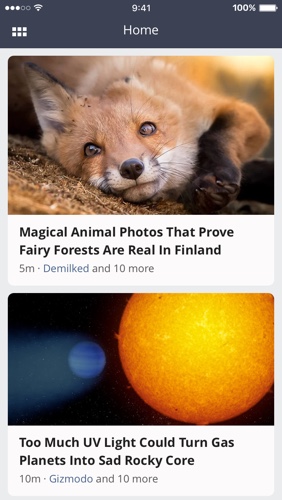 9:41
100%
Home
Magical Animal Photos That Prove
Fairy Forests Are Real In Finland
5m · Demilked and 10 more
Too Much UV Light Could Turn Gas
Planets Into Sad Rocky Core
10m · Gizmodo and 10 more